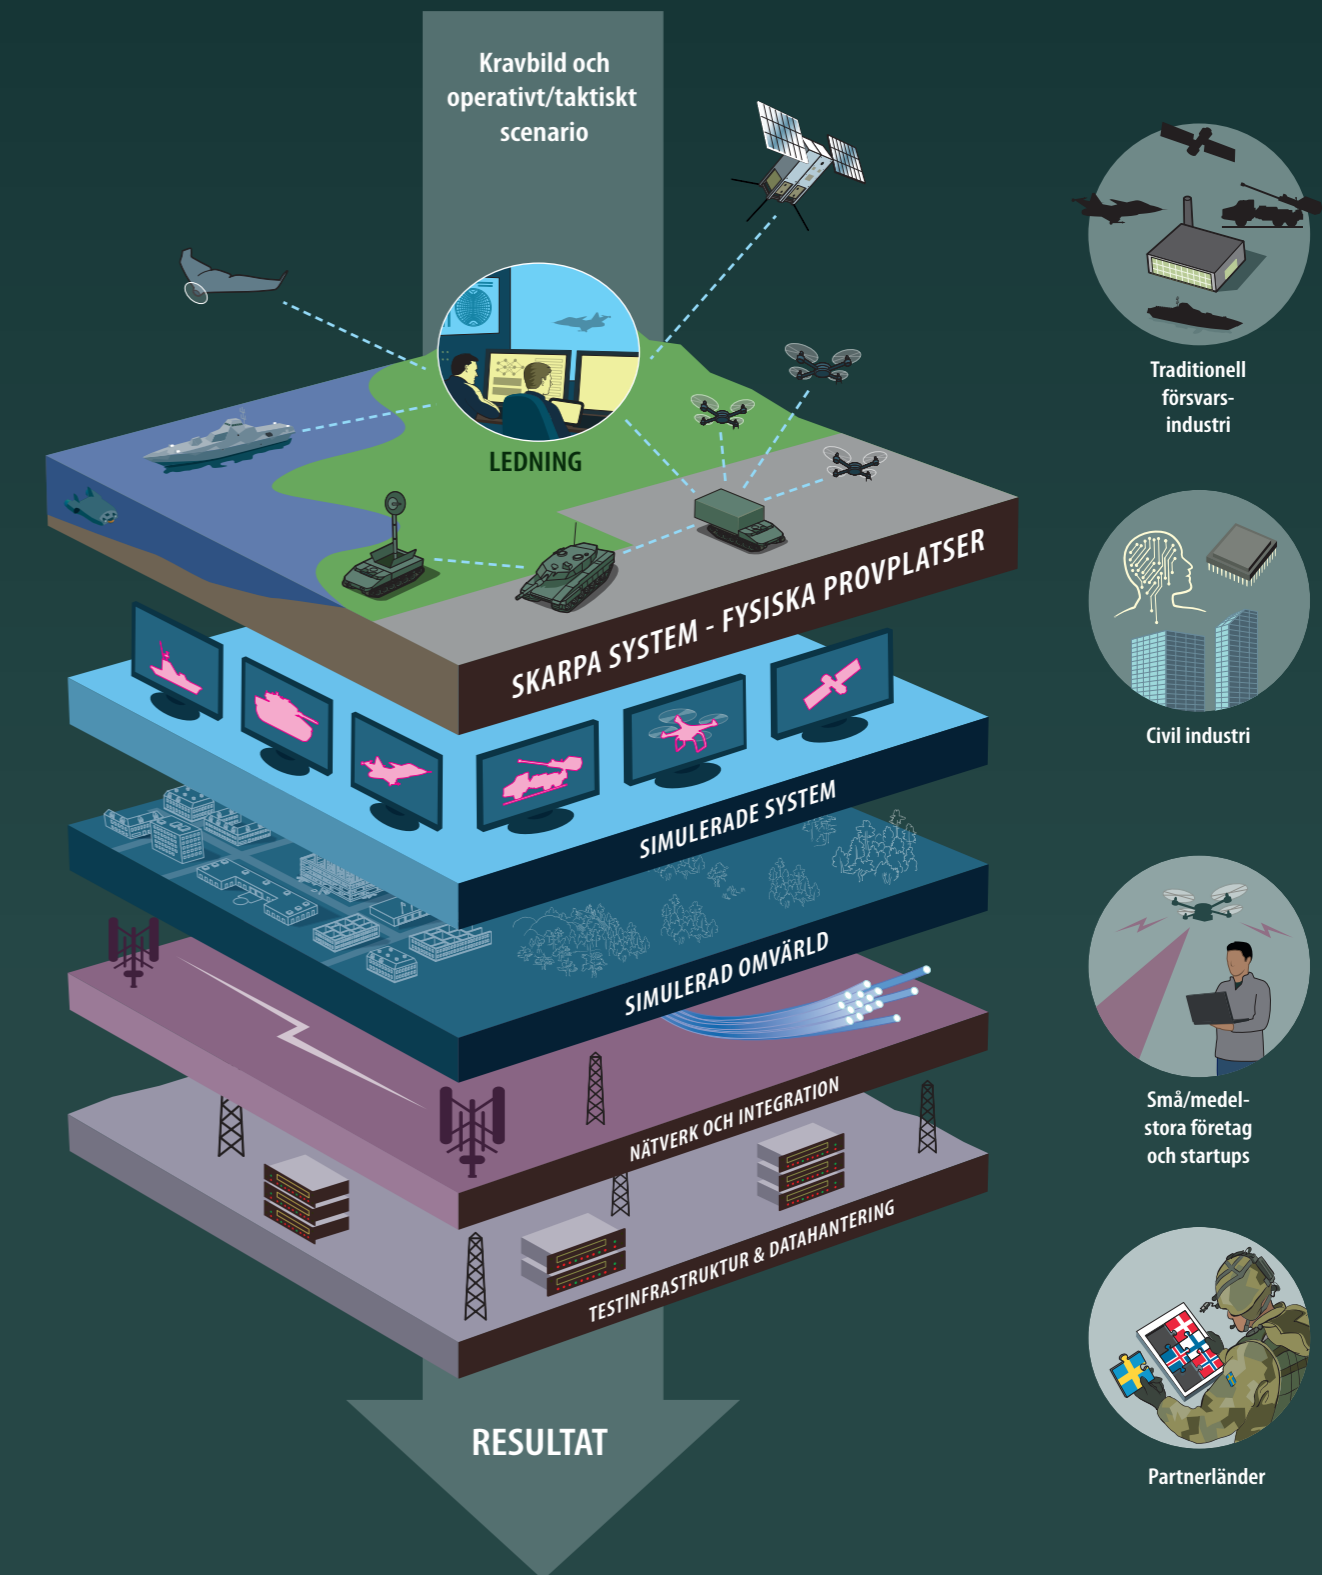 Kravbild och
operativt/taktiskt
scenario
LEDNING
SKARPA SYSTEM - FYSISKA PROVPLATSER
SIMULERADE SYSTEM
SIMULERAD OMVÄRLD
NÄTVERK OCH INTEGRATION
TESTINFRASTRUKTUR & DATAHANTERING
RESULTAT
Traditionell
försvars-
industri
Civil industri
Små/medel-
stora företag
och startups
Partnerländer